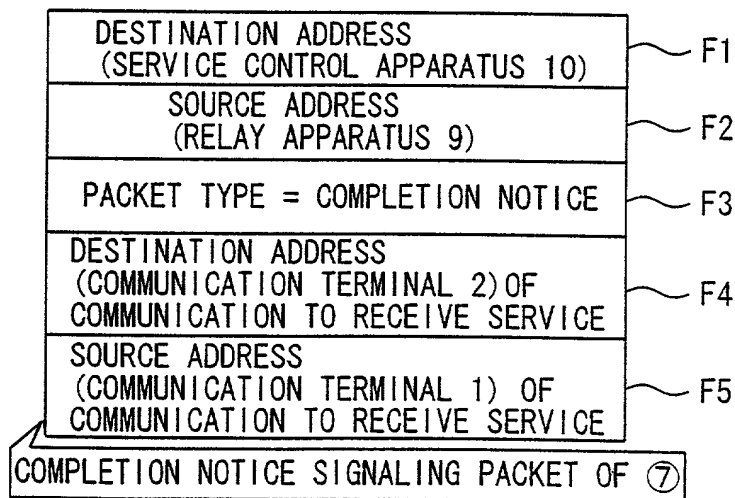 DESTINATION ADDRESS
(SERVICE CONTROL APPARATUS 10)
F1
SOURCE ADDRESS
(RELAY APPARATUS 9)
F2
PACKET TYPE = COMPLETION NOTICE
F3
DESTINATION ADDRESS
(COMMUNICATION TERMINAL 2)OF
COMMUNICATION TO RECEIVE SERVICE
F4
SOURCE ADDRESS
(COMMUNICATION TERMINAL 1) OF
COMMUNICATION TO RECEIVE SERVICE
F5
COMPLETION NOTICE SIGNALING PACKET OF ⑦